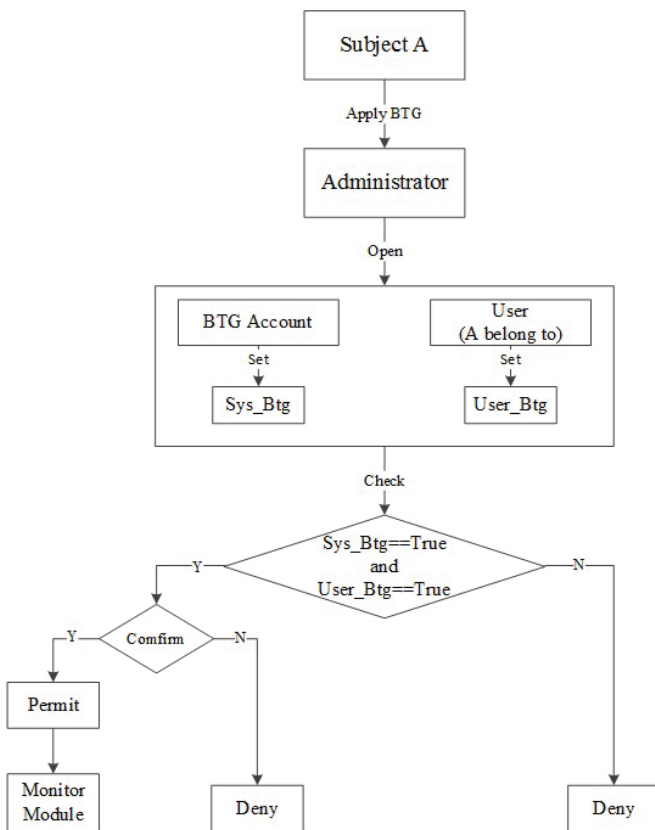 Subject A
Apply BTG
Administrator
Open
BTG Account
User
(A belong to)
Set
Set
Sys_Btg
User_Btg
Check
Sys_Btg==True
and
User_Btg==True
Y
N
Comfirm
Y
N
Permit
Monitor
Module
Deny
Deny